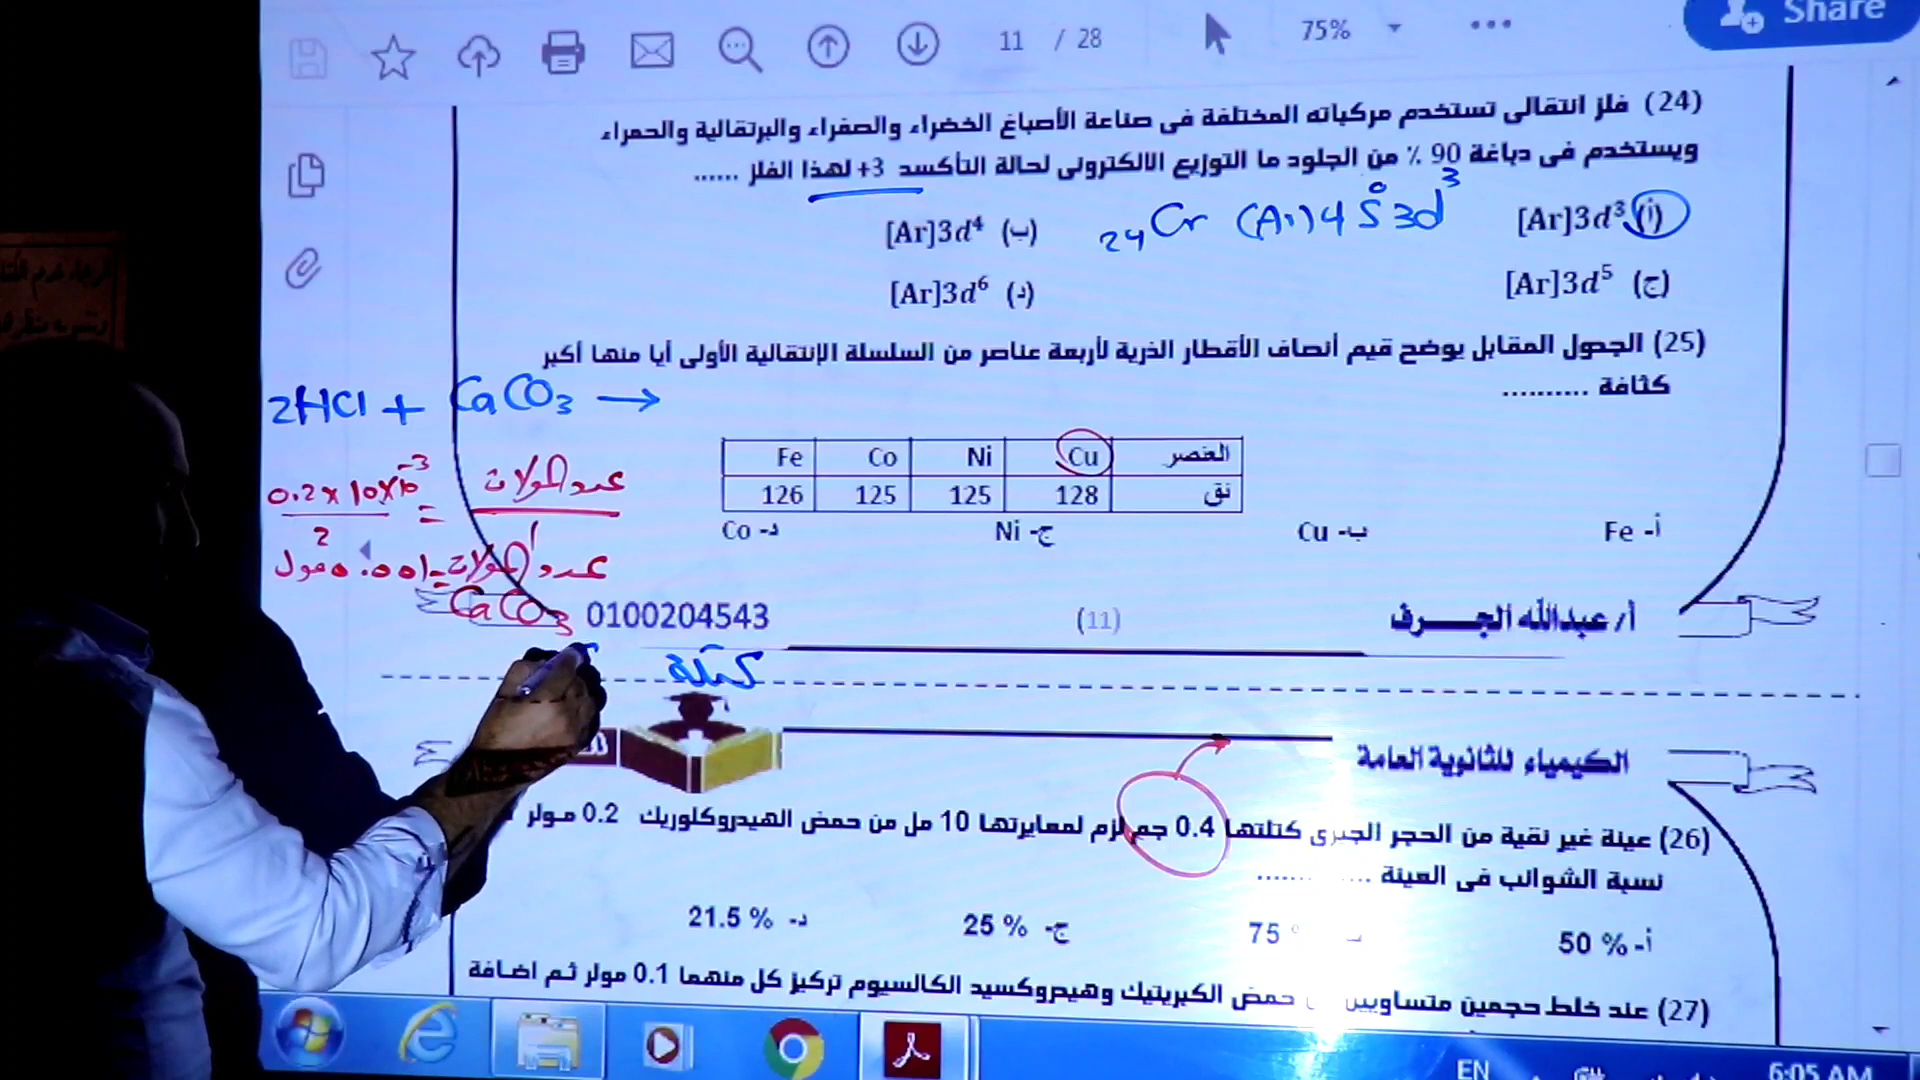 11 / 28
75%
Share
(24) فلز انتقالى تستخدم مركباته المختلفة فى صناعة الأصباغ الخضراء والصفراء والبرتقالية والحمراء
ويستخدم فى دباغة 90 ٪ من الجلود ما التوزيع الالكترونى لحالة التأكسد 3+ لهذا الفلز ......
(أ) [Ar]3d³
₂₄Cr (Ar) 4S⁰ 3d³
(ب) [Ar]3d⁴
(ج) [Ar]3d⁵
(د) [Ar]3d⁶
(25) الجدول المقابل يوضح قيم أنصاف الأقطار الذرية لأربعة عناصر من السلسلة الإنتقالية الأولى أيا منها أكبر
كثافة ..........
2HCl + CaCO₃ →
العنصر Cu Ni Co Fe
نق 128 125 125 126
أ- Fe
ب- Cu
ج- Ni
د- Co
0.2 × 10 × 10⁻³ / 2 = عدد المولات / 1
عدد المولات = 0.001 مول
CaCO₃
أ/ عبدالله الجـــرف
(11)
0100204543
كتلة
الكيمياء للثانوية العامة
(26) عينة غير نقية من الحجر الجيرى كتلتها 0.4 جم لزم لمعايرتها 10 مل من حمض الهيدروكلوريك 0.2 مولر
نسبة الشوائب فى العينة
أ- 50 %
75
ج- 25 %
د- 21.5 %
(27) عند خلط حجمين متساويين حمض الكبريتيك وهيدروكسيد الكالسيوم تركيز كل منهما 0.1 مولر ثم اضافة
EN
6:05 AM